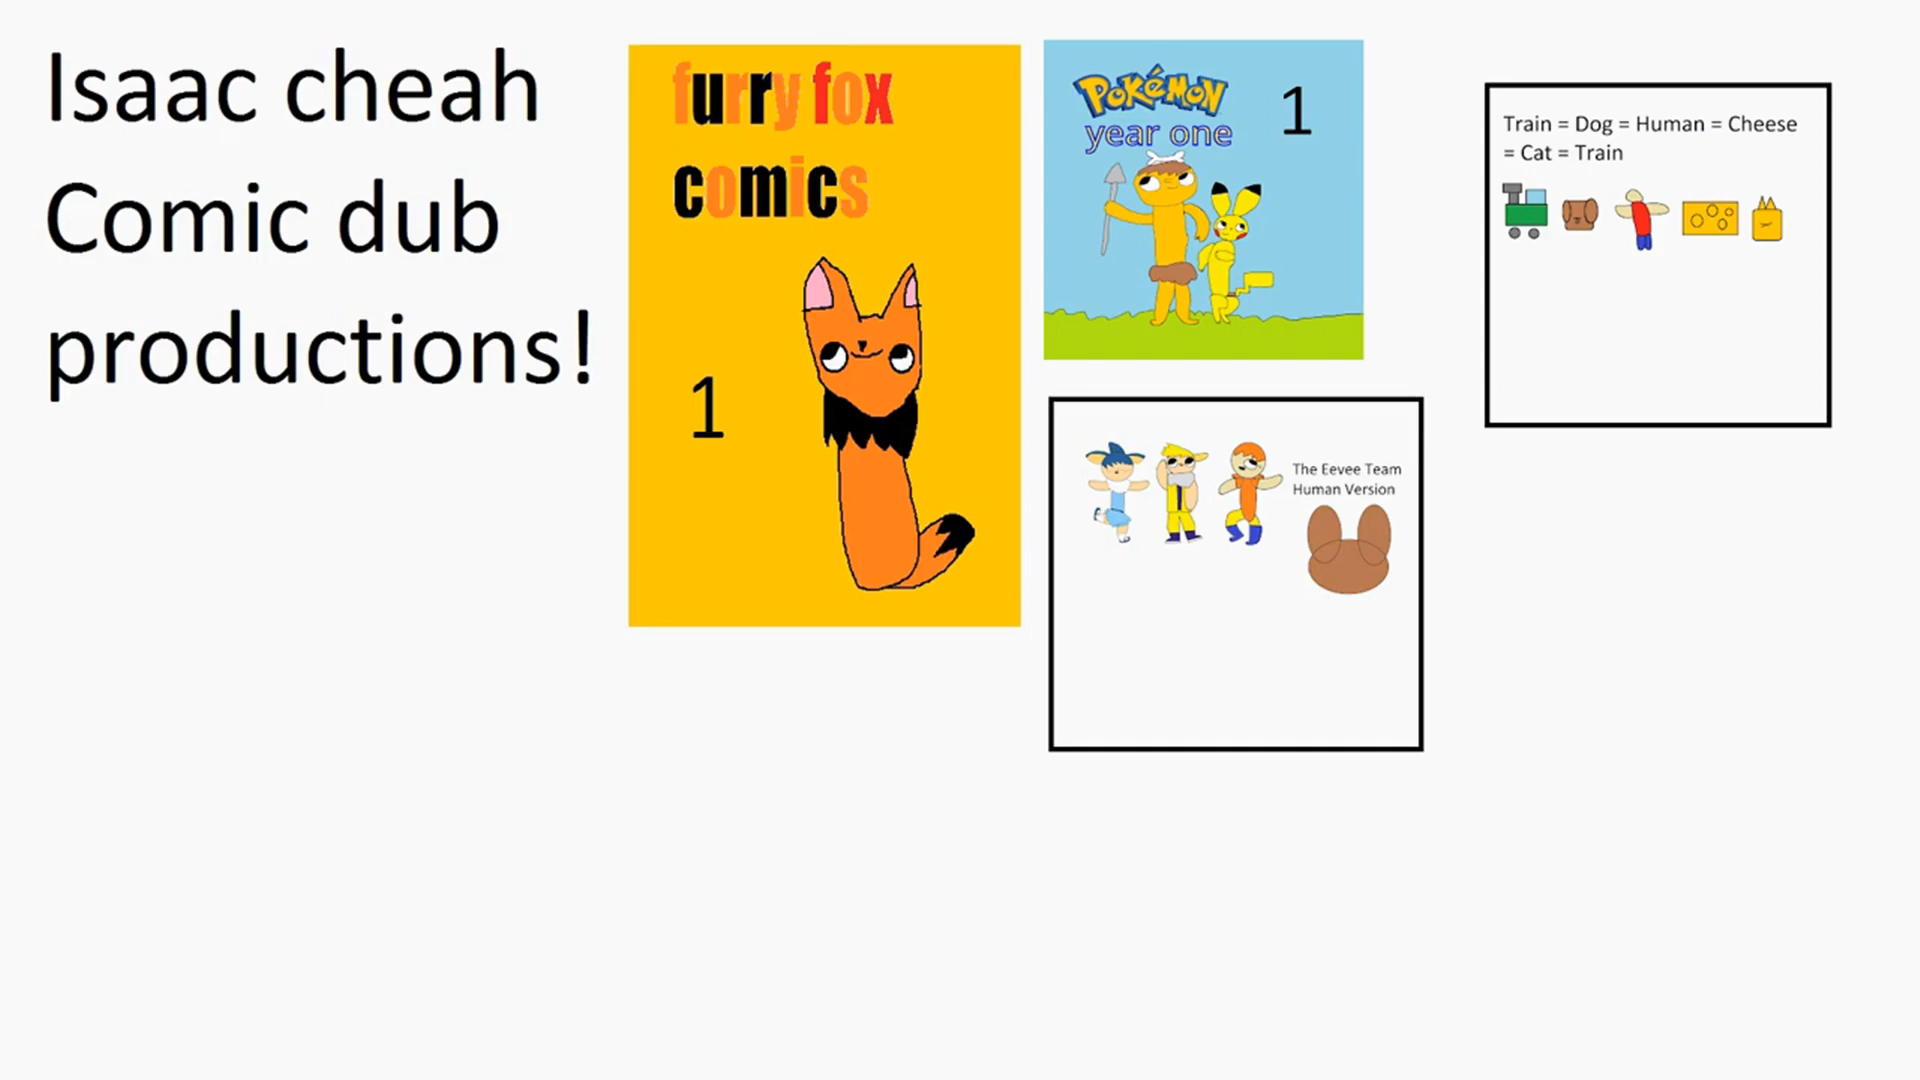 Isaac cheah
Comic dub
productions!
furry fox
comics
1
Pokémon
year one
1
Train = Dog = Human = Cheese
= Cat = Train
The Eevee Team
Human Version